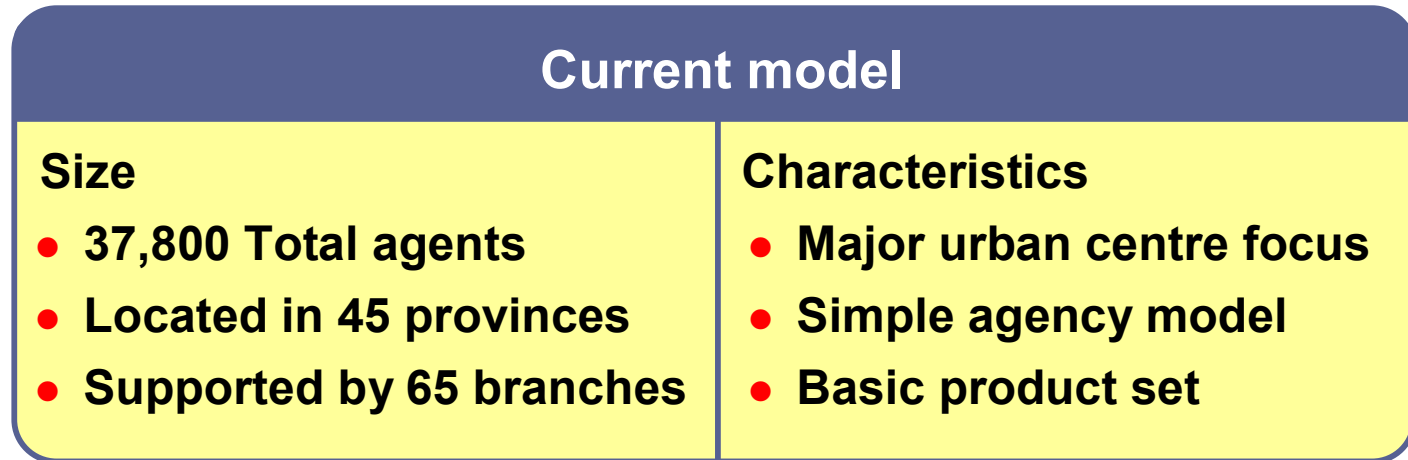 Current model
Size
● 37,800 Total agents
● Located in 45 provinces
● Supported by 65 branches
Characteristics
● Major urban centre focus
● Simple agency model
● Basic product set